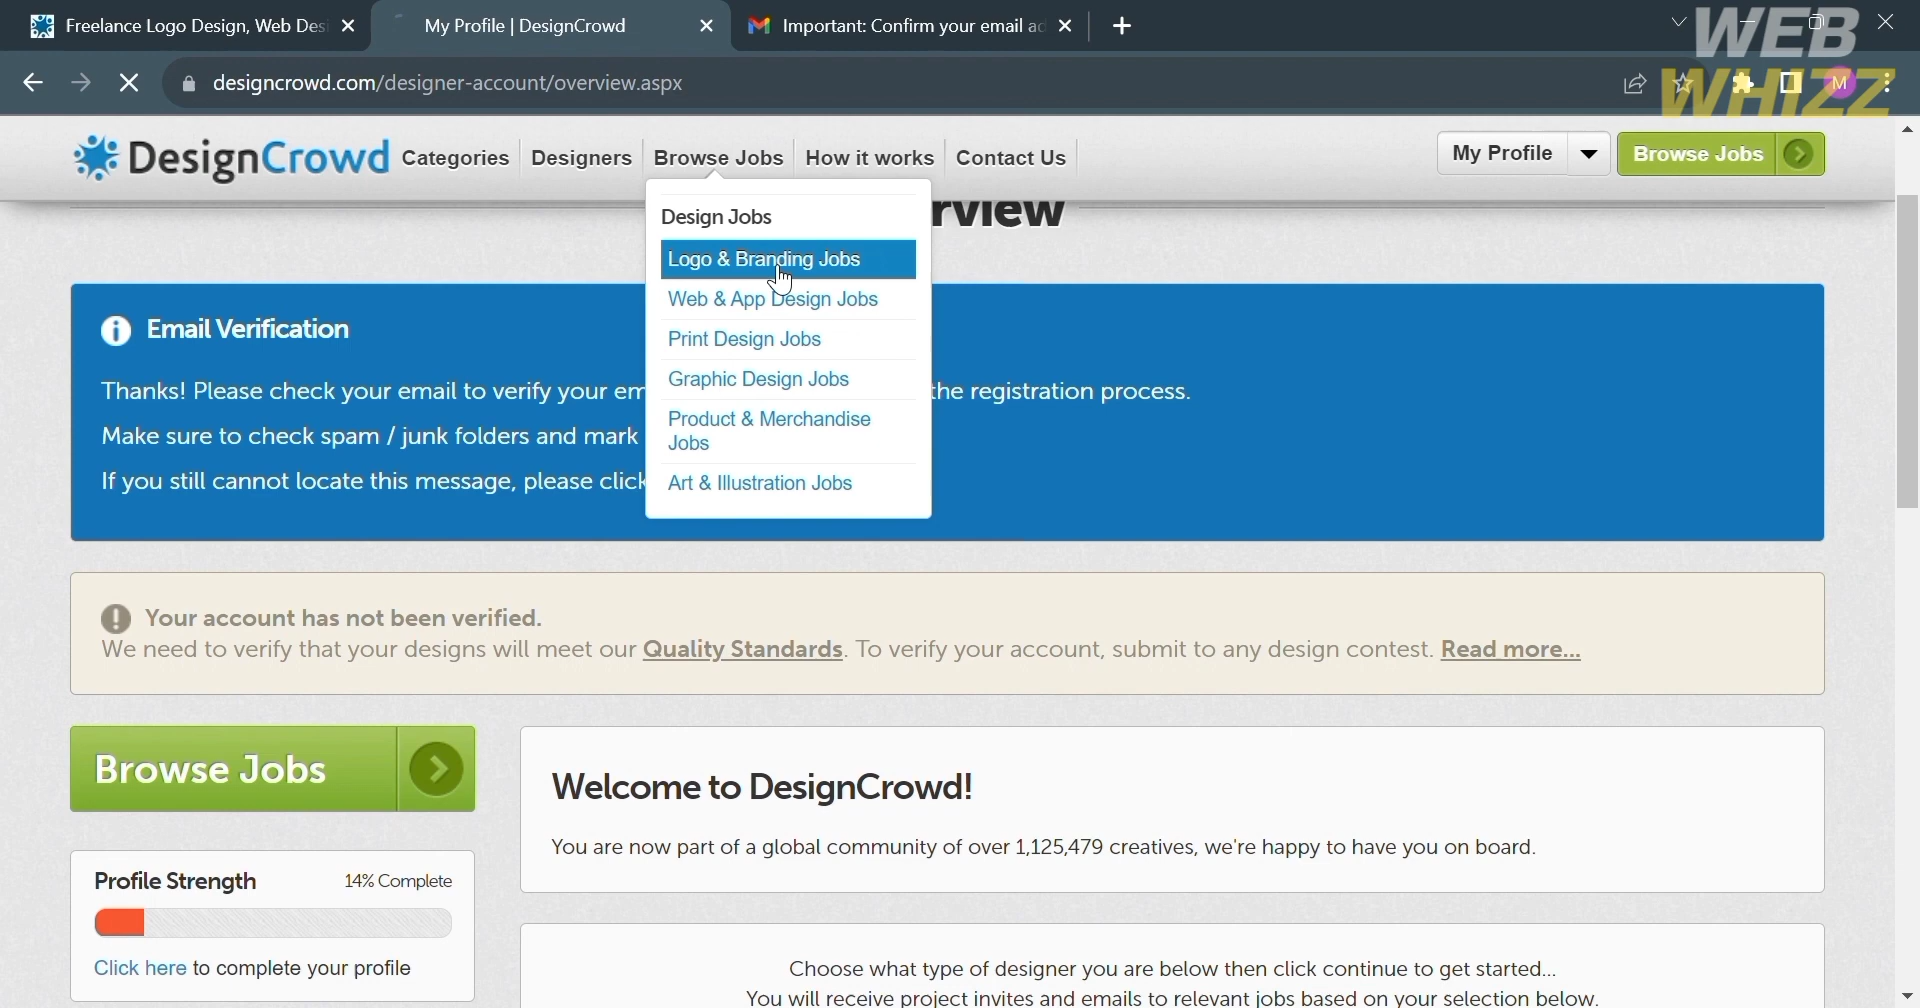 Freelance Logo Design, Web Des
My Profile | DesignCrowd
Important: Confirm your email ad
WEB
WHIZZ
designcrowd.com/designer-account/overview.aspx
M
DesignCrowd
Categories
Designers
Browse Jobs
How it works
Contact Us
My Profile
Browse Jobs
rview
Design Jobs
Logo & Branding Jobs
Web & App Design Jobs
Print Design Jobs
Graphic Design Jobs
Product & Merchandise
Jobs
Art & Illustration Jobs
Email Verification
Thanks! Please check your email to verify your em the registration process.
Make sure to check spam / junk folders and mark
If you still cannot locate this message, please click
Your account has not been verified.
We need to verify that your designs will meet our Quality Standards. To verify your account, submit to any design contest. Read more...
Browse Jobs
Welcome to DesignCrowd!
You are now part of a global community of over 1,125,479 creatives, we're happy to have you on board.
Profile Strength
14% Complete
Click here to complete your profile
Choose what type of designer you are below then click continue to get started...
You will receive project invites and emails to relevant jobs based on your selection below.